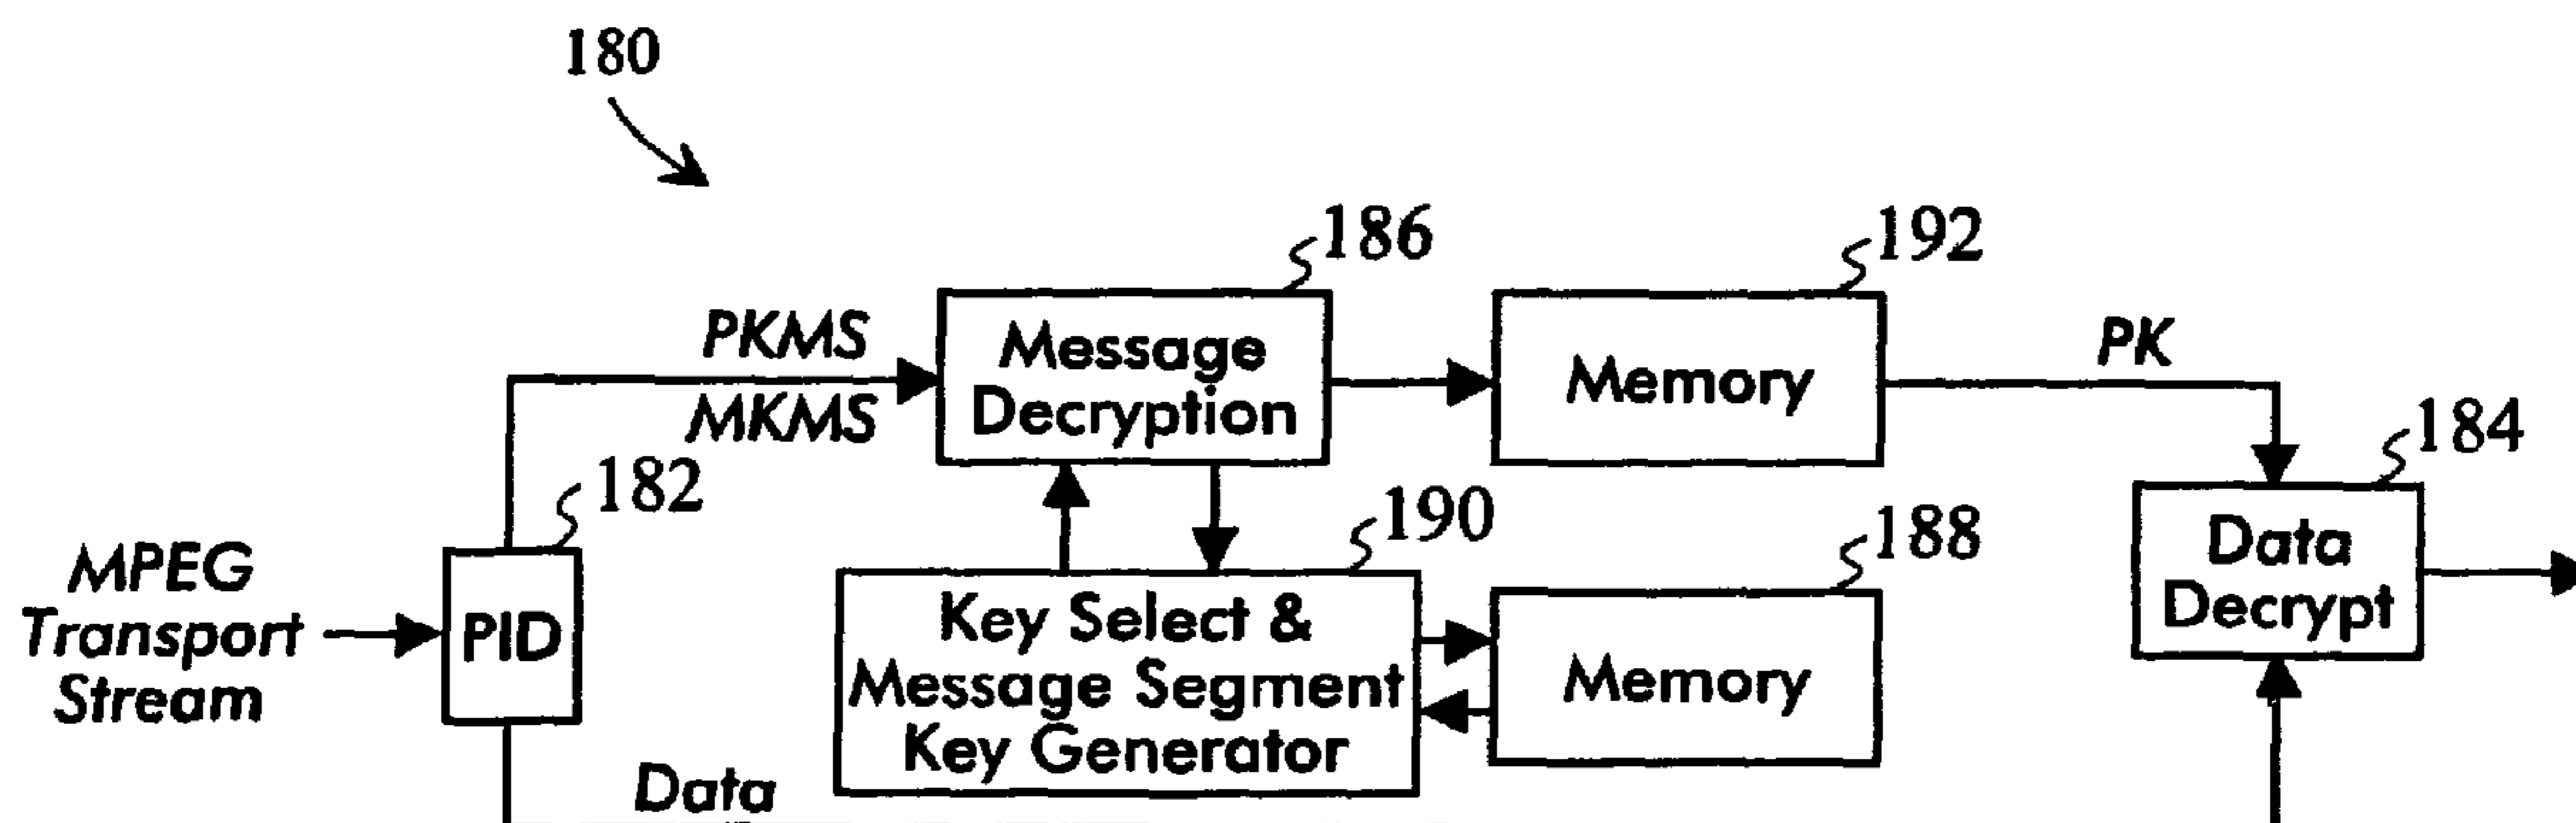 180
186
192
PKMS
MKMS
Message
Decryption
Memory
PK
184
182
190
188
MPEG
Transport
Stream
PID
Key Select &
Message Segment
Key Generator
Memory
Data
Decrypt
Data